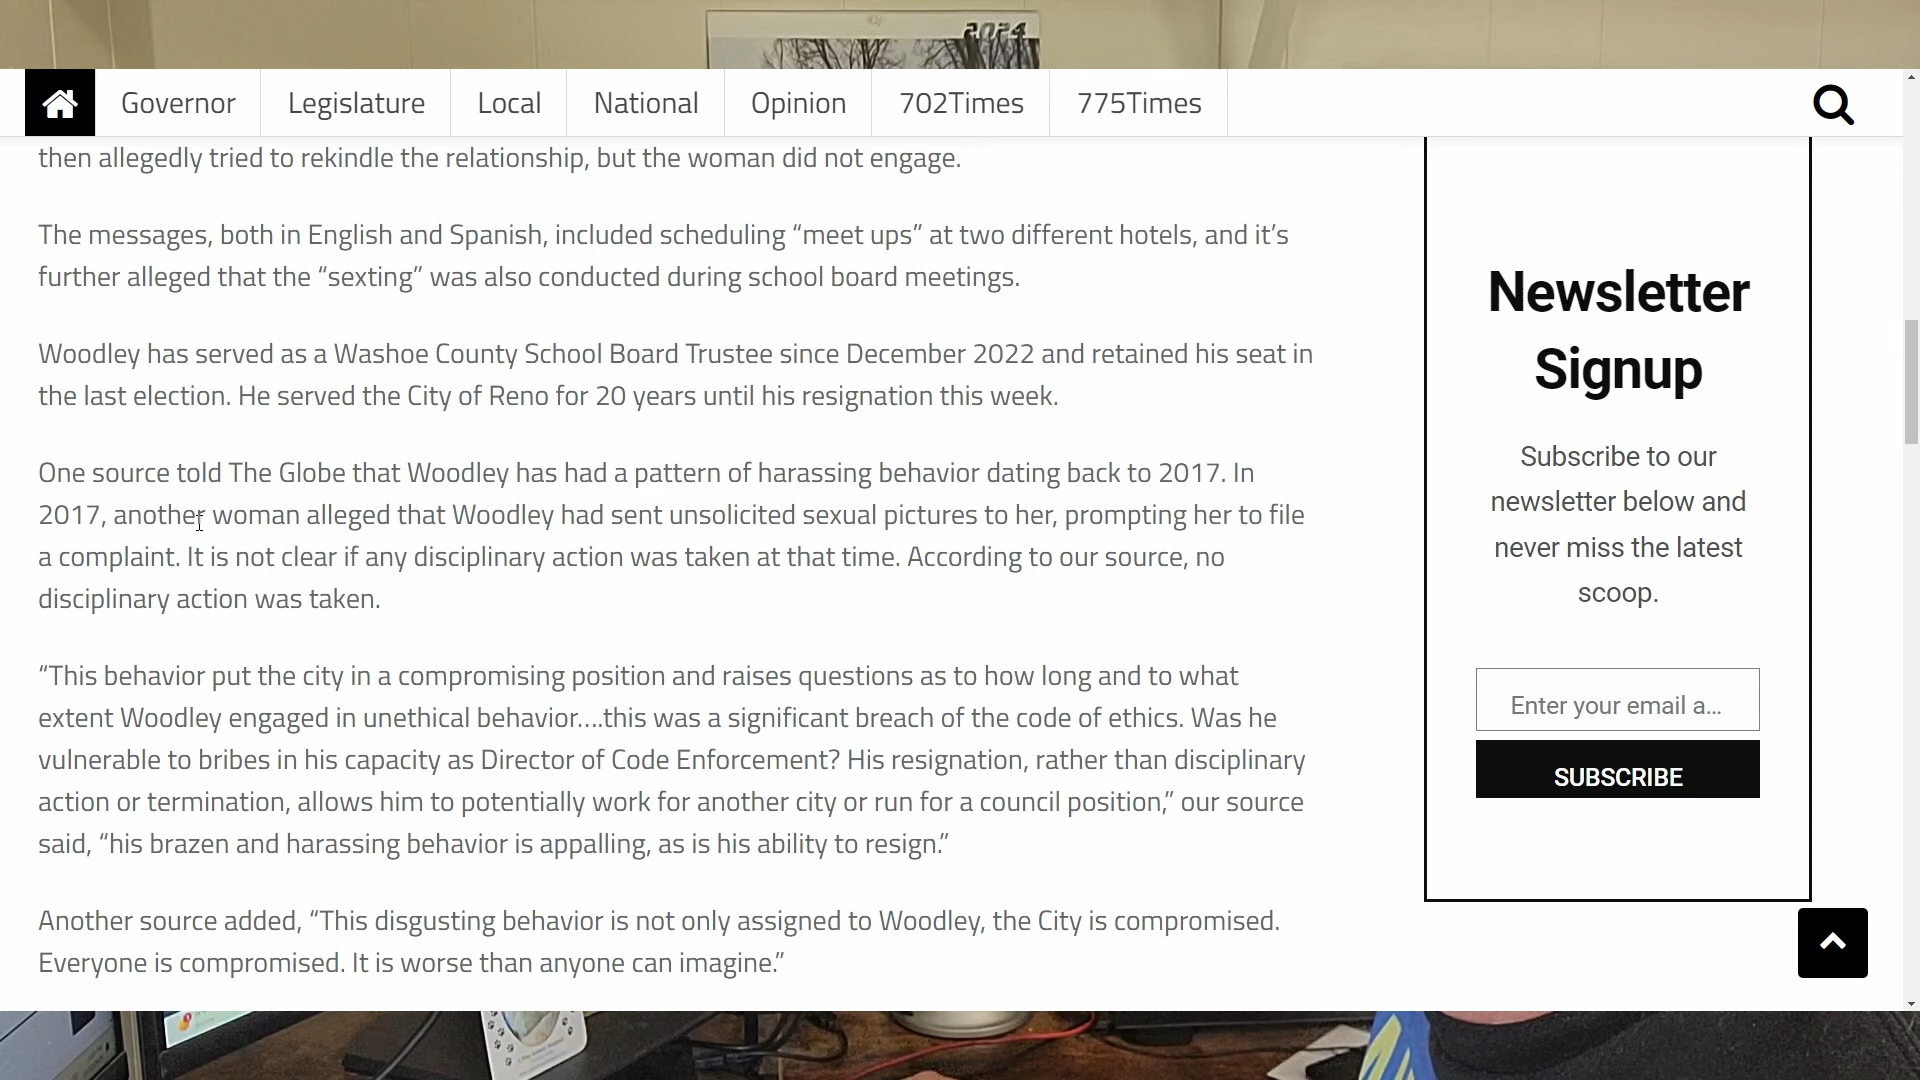 2024
Governor
Legislature
Local
National
Opinion
702Times
775Times
then allegedly tried to rekindle the relationship, but the woman did not engage.
The messages, both in English and Spanish, included scheduling “meet ups” at two different hotels, and it’s
further alleged that the “sexting” was also conducted during school board meetings.
Woodley has served as a Washoe County School Board Trustee since December 2022 and retained his seat in
the last election. He served the City of Reno for 20 years until his resignation this week.
One source told The Globe that Woodley has had a pattern of harassing behavior dating back to 2017. In
2017, another woman alleged that Woodley had sent unsolicited sexual pictures to her, prompting her to file
a complaint. It is not clear if any disciplinary action was taken at that time. According to our source, no
disciplinary action was taken.
“This behavior put the city in a compromising position and raises questions as to how long and to what
extent Woodley engaged in unethical behavior….this was a significant breach of the code of ethics. Was he
vulnerable to bribes in his capacity as Director of Code Enforcement? His resignation, rather than disciplinary
action or termination, allows him to potentially work for another city or run for a council position,” our source
said, “his brazen and harassing behavior is appalling, as is his ability to resign.”
Another source added, “This disgusting behavior is not only assigned to Woodley, the City is compromised.
Everyone is compromised. It is worse than anyone can imagine.”
Newsletter
Signup
Subscribe to our
newsletter below and
never miss the latest
scoop.
Enter your email a...
SUBSCRIBE